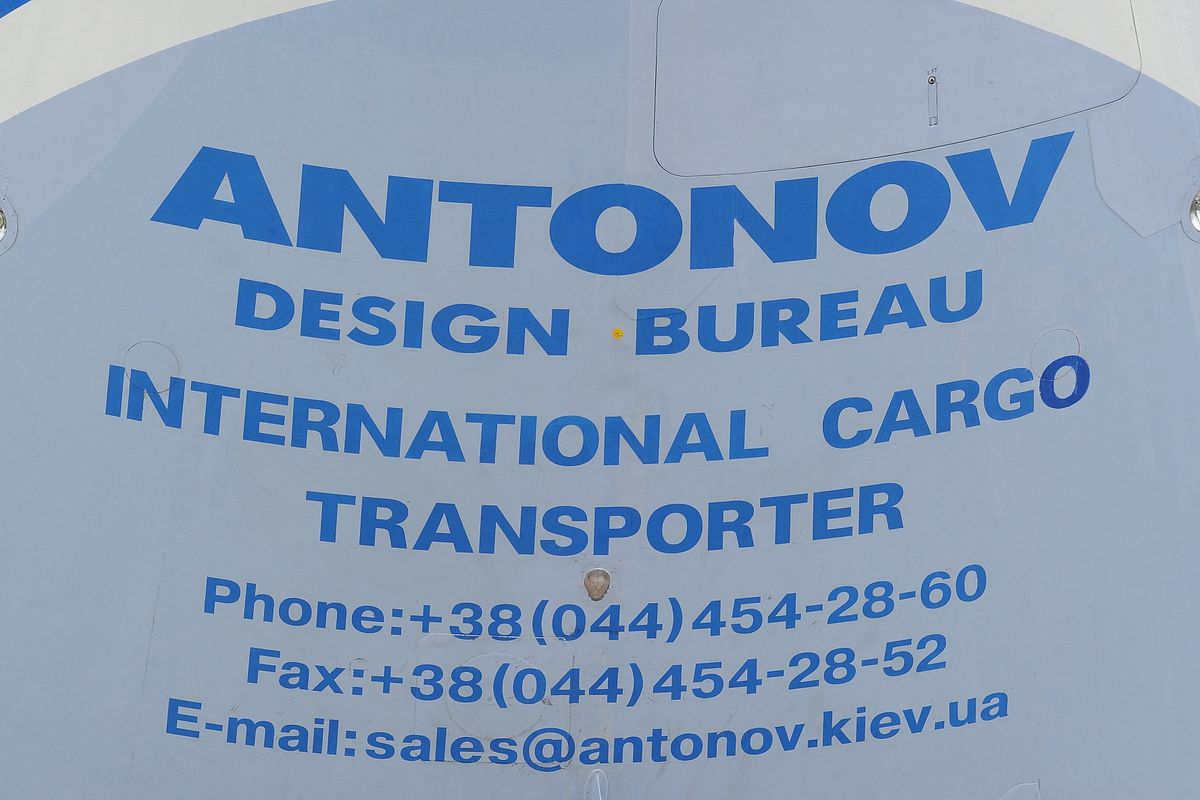 ANTONOV
DESIGN BUREAU
INTERNATIONAL CARGO
TRANSPORTER
Phone:+38(044)454-28-60
Fax:+38(044)454-28-52
E-mail:sales@antonov.kiev.ua